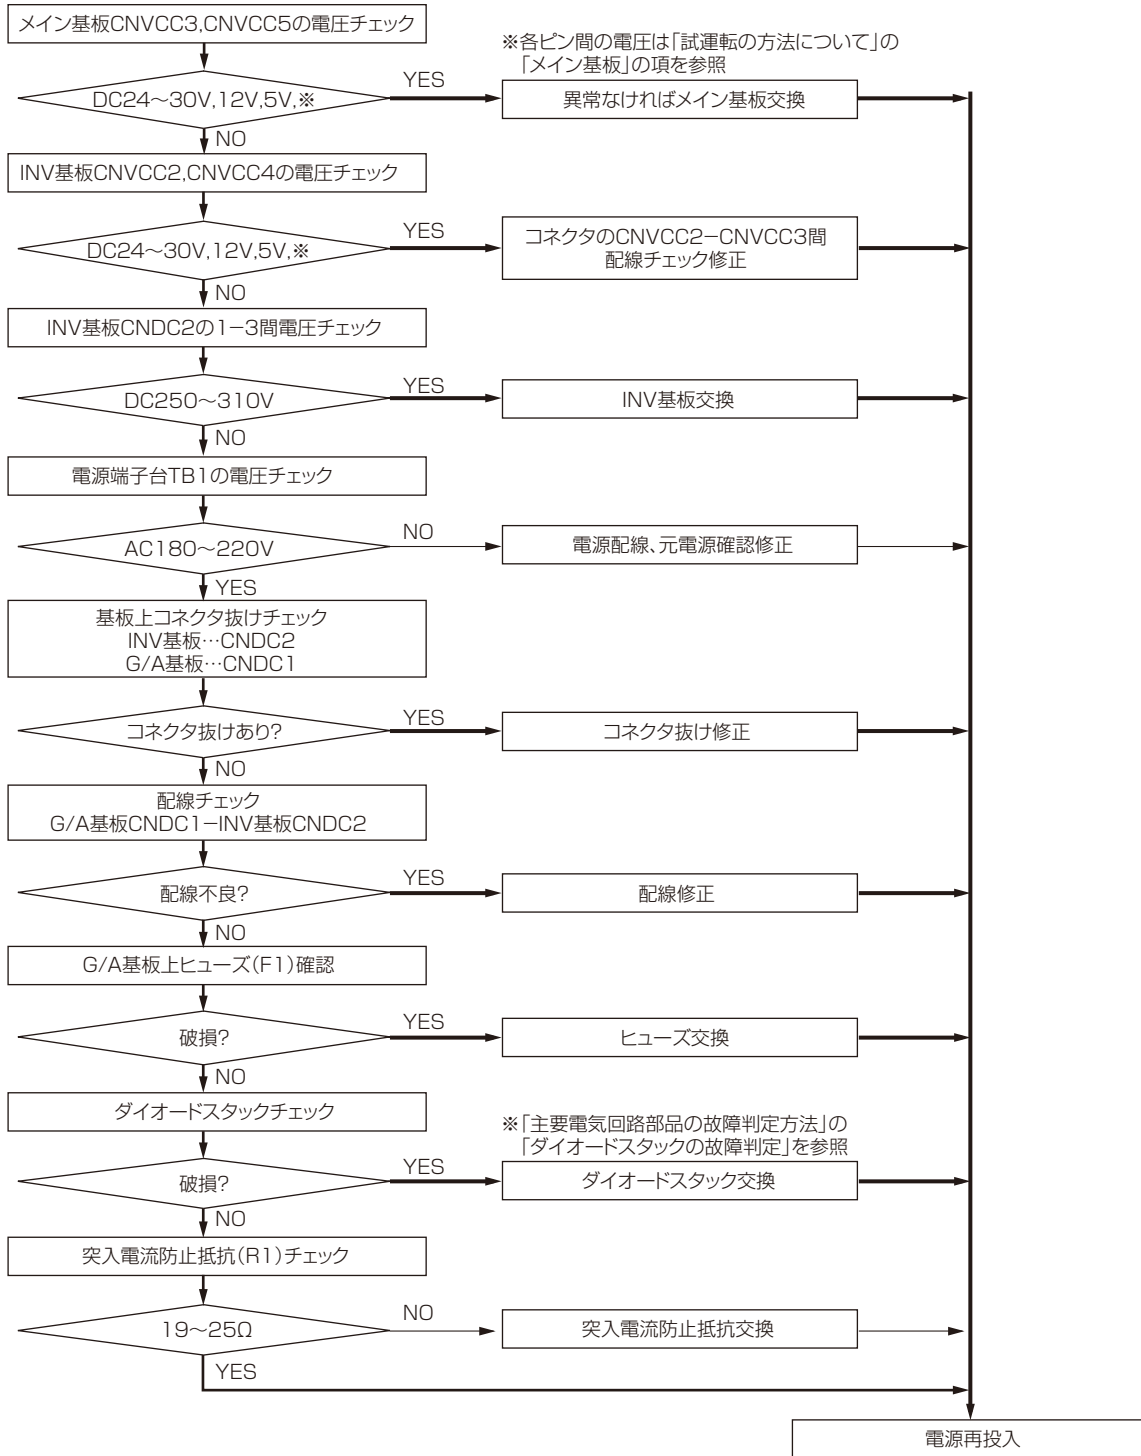 メイン基板CNVCC3,CNVCC5の電圧チェック
※各ピン間の電圧は「試運転の方法について」の
「メイン基板」の項を参照
DC24～30V,12V,5V,※
YES
異常なければメイン基板交換
NO
INV基板CNVCC2,CNVCC4の電圧チェック
DC24～30V,12V,5V,※
YES
コネクタのCNVCC2−CNVCC3間
配線チェック修正
NO
INV基板CNDC2の1−3間電圧チェック
DC250～310V
YES
INV基板交換
NO
電源端子台TB1の電圧チェック
AC180～220V
NO
電源配線、元電源確認修正
YES
基板上コネクタ抜けチェック
INV基板…CNDC2
G/A基板…CNDC1
コネクタ抜けあり?
YES
コネクタ抜け修正
NO
配線チェック
G/A基板CNDC1−INV基板CNDC2
配線不良?
YES
配線修正
NO
G/A基板上ヒューズ(F1)確認
破損?
YES
ヒューズ交換
NO
ダイオードスタックチェック
※「主要電気回路部品の故障判定方法」の
「ダイオードスタックの故障判定」を参照
破損?
YES
ダイオードスタック交換
NO
突入電流防止抵抗(R1)チェック
19～25Ω
NO
突入電流防止抵抗交換
YES
電源再投入